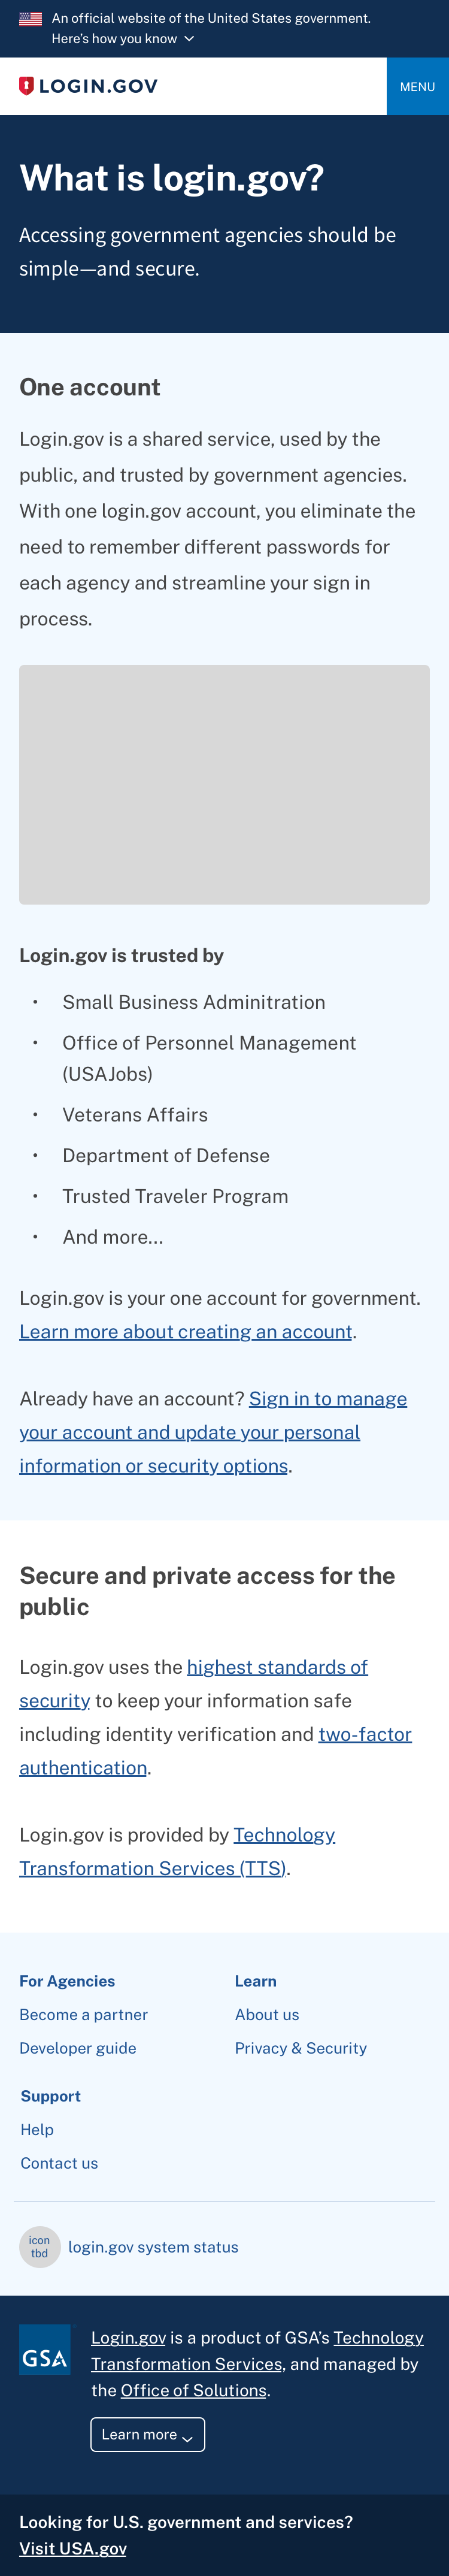 An official website of the United States government.
Here's how you know
LOGIN.GOV
MENU
What is login.gov?
Accessing government agencies should be
simple—and secure.
One account
Login.gov is a shared service, used by the
public, and trusted by government agencies.
With one login.gov account, you eliminate the
need to remember different passwords for
each agency and streamline your sign in
process.
Login.gov is trusted by
• Small Business Adminitration
• Office of Personnel Management
(USAJobs)
• Veterans Affairs
• Department of Defense
• Trusted Traveler Program
• And more...
Login.gov is your one account for government.
Learn more about creating an account.
Already have an account? Sign in to manage
your account and update your personal
information or security options.
Secure and private access for the
public
Login.gov uses the highest standards of
security to keep your information safe
including identity verification and two-factor
authentication.
Login.gov is provided by Technology
Transformation Services (TTS).
For Agencies
Become a partner
Developer guide
Learn
About us
Privacy & Security
Support
Help
Contact us
icon
tbd
login.gov system status
GSA
Login.gov is a product of GSA's Technology
Transformation Services, and managed by
the Office of Solutions.
Learn more
Looking for U.S. government and services?
Visit USA.gov